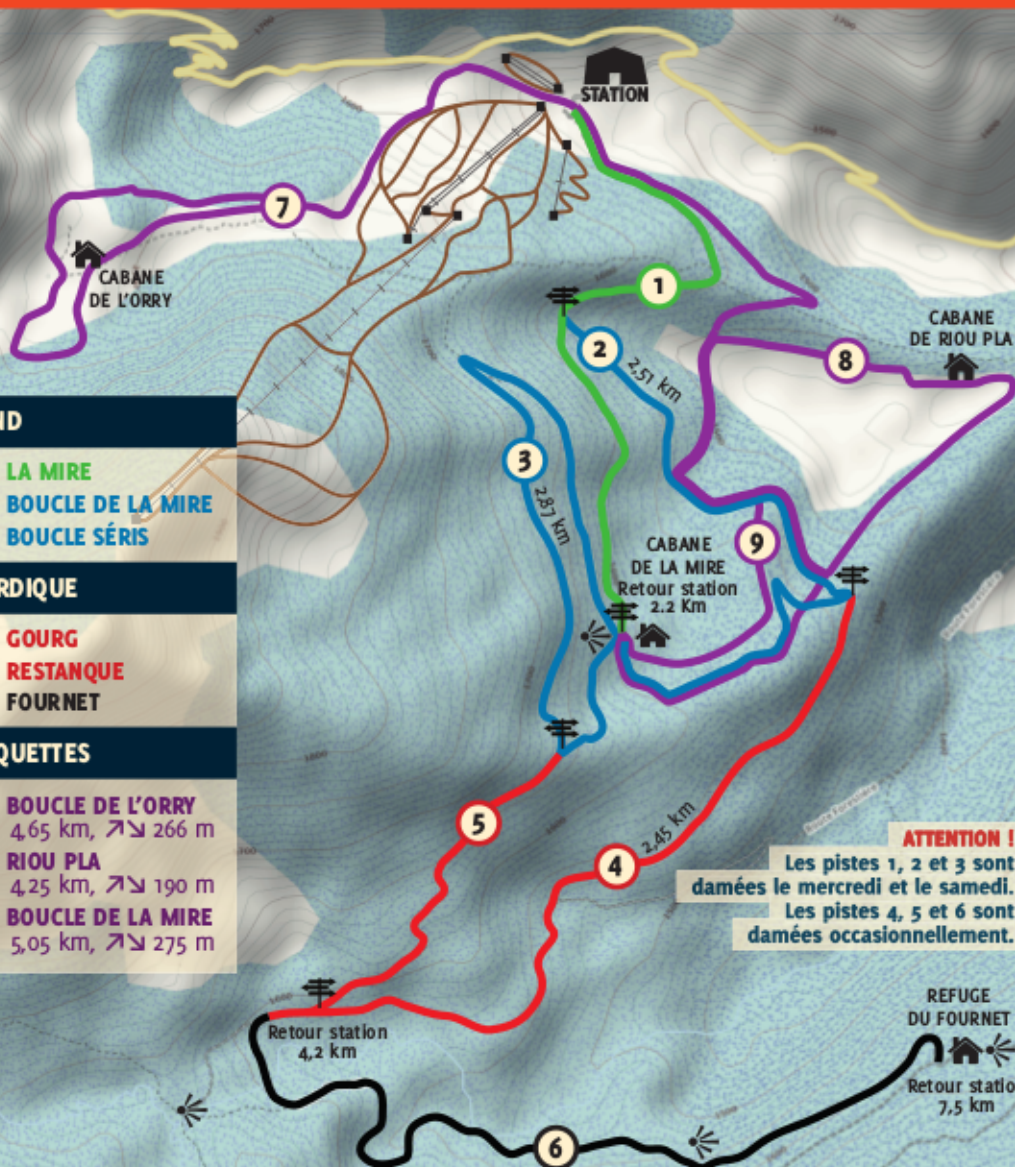 STATION
7
CABANE
DE L'ORRY
1
2
2,51 km
CABANE
DE RIOU PLA
8
3
2,87 km
CABANE
DE LA MIRE
Retour station
2.2 Km
9
ND
LA MIRE
BOUCLE DE LA MIRE
BOUCLE SÉRIS
RDIQUE
GOURG
RESTANQUE
FOURNET
QUETTES
BOUCLE DE L'ORRY
4,65 km, ↗↘ 266 m
RIOU PLA
4,25 km, ↗↘ 190 m
BOUCLE DE LA MIRE
5,05 km, ↗↘ 275 m
5
4
2,45 km
Route Forestière
Route Forestière
ATTENTION !
Les pistes 1, 2 et 3 sont
damées le mercredi et le samedi.
Les pistes 4, 5 et 6 sont
damées occasionnellement.
Retour station
4,2 km
REFUGE
DU FOURNET
Retour statio
7,5 km
6